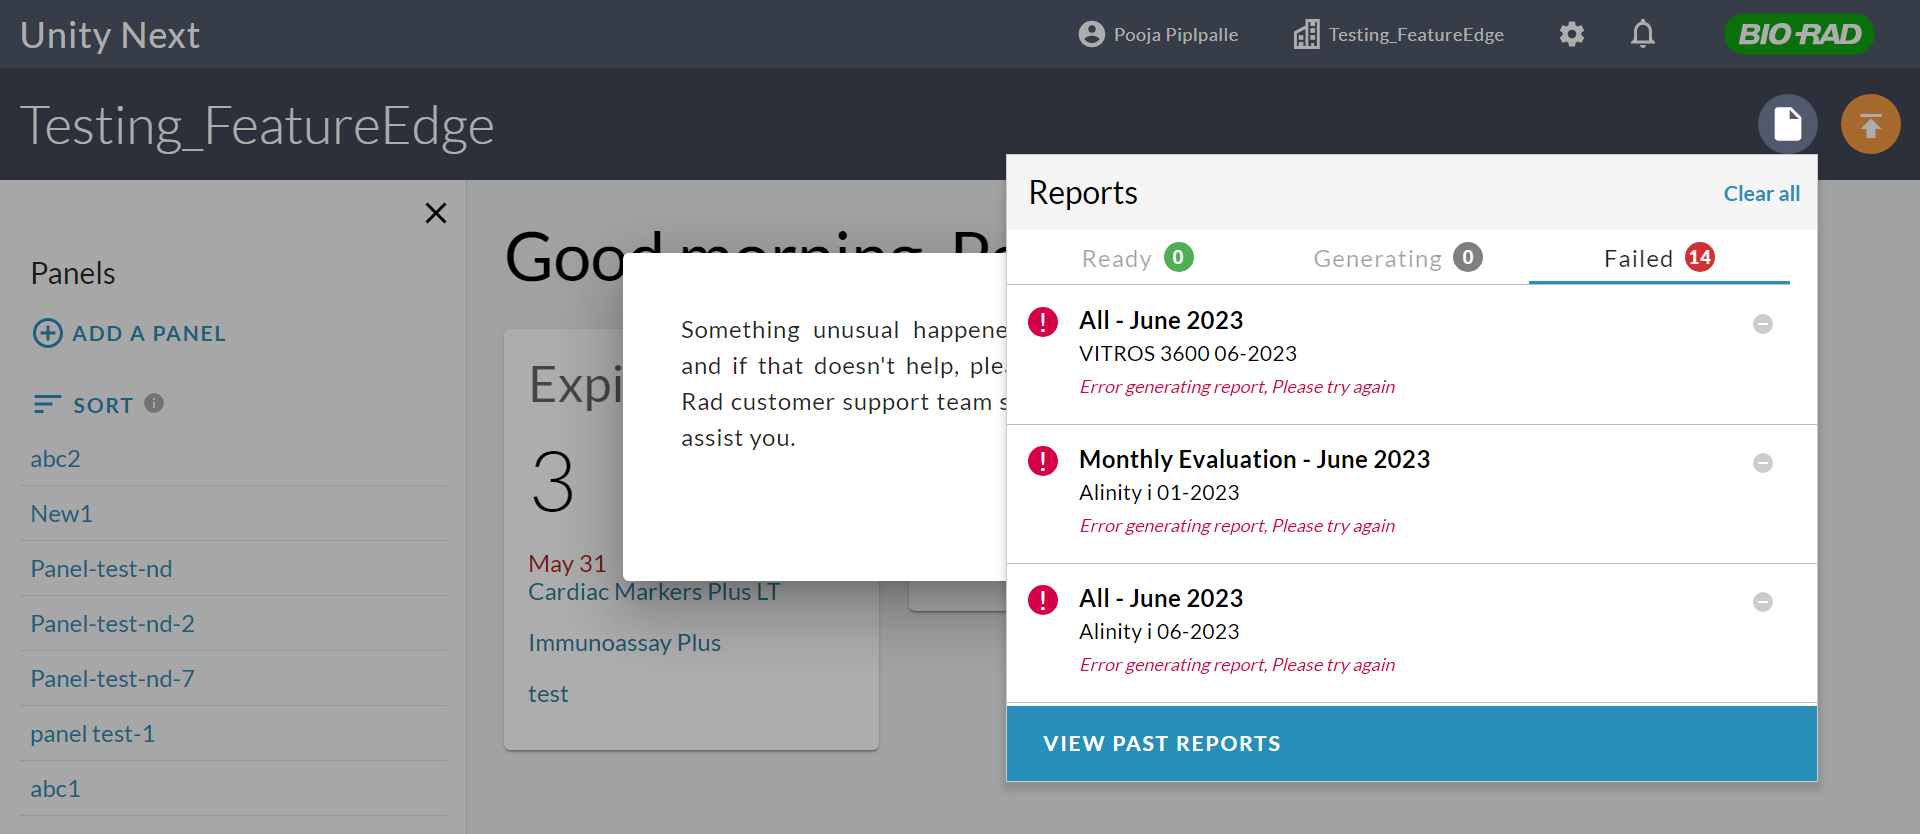 Unity Next
Pooja Piplpalle
Testing_FeatureEdge
BIO-RAD
Testing_FeatureEdge
Panels
ADD A PANEL
SORT
abc2
New1
Panel-test-nd
Panel-test-nd-2
Panel-test-nd-7
panel test-1
abc1
Good morning,
Expi
3
May 31
Cardiac Markers Plus LT
Immunoassay Plus
test
Something unusual happene
and if that doesn't help, ple
Rad customer support team s
assist you.
Reports
Clear all
Ready 0
Generating 0
Failed 14
All - June 2023
VITROS 3600 06-2023
Error generating report, Please try again
Monthly Evaluation - June 2023
Alinity i 01-2023
Error generating report, Please try again
All - June 2023
Alinity i 06-2023
Error generating report, Please try again
VIEW PAST REPORTS